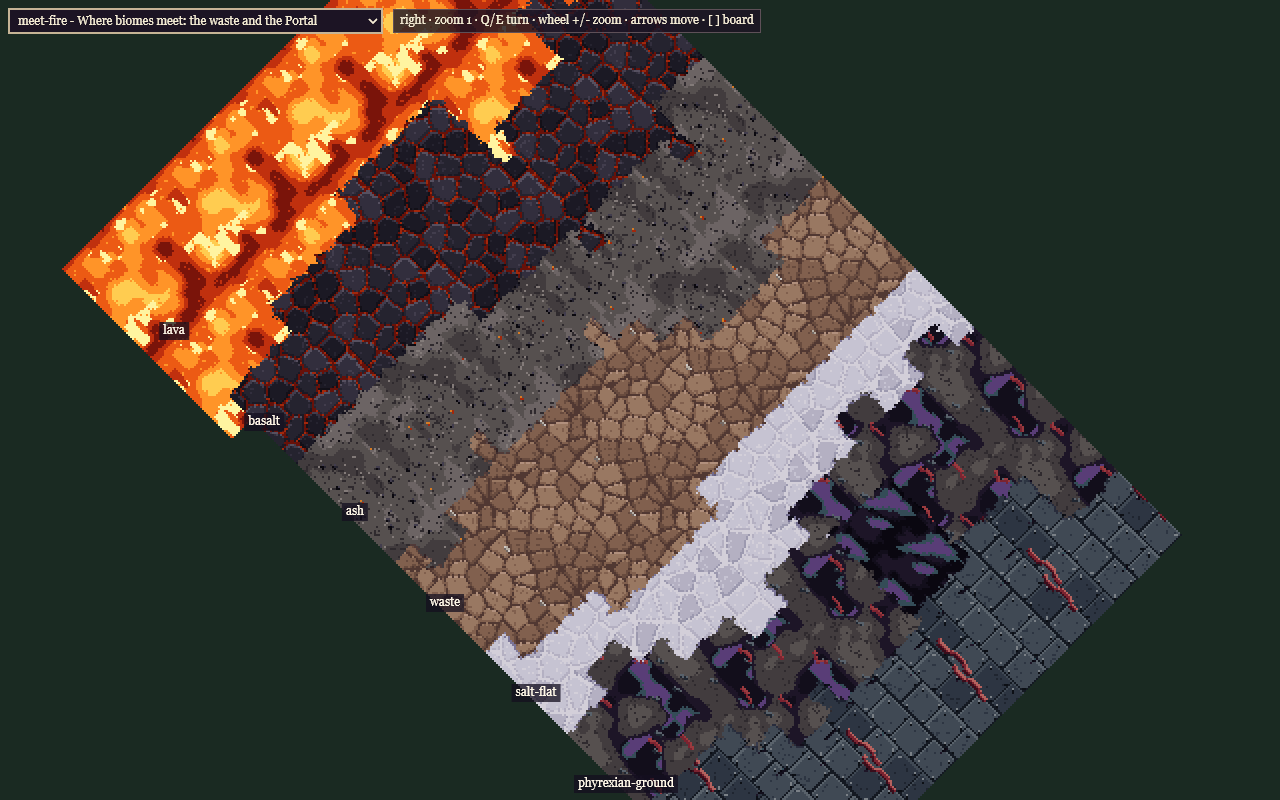 meet-fire - Where biomes meet: the waste and the Portal
right · zoom 1 · Q/E turn · wheel +/- zoom · arrows move · [ ] board
lava
basalt
ash
waste
salt-flat
phyrexian-ground